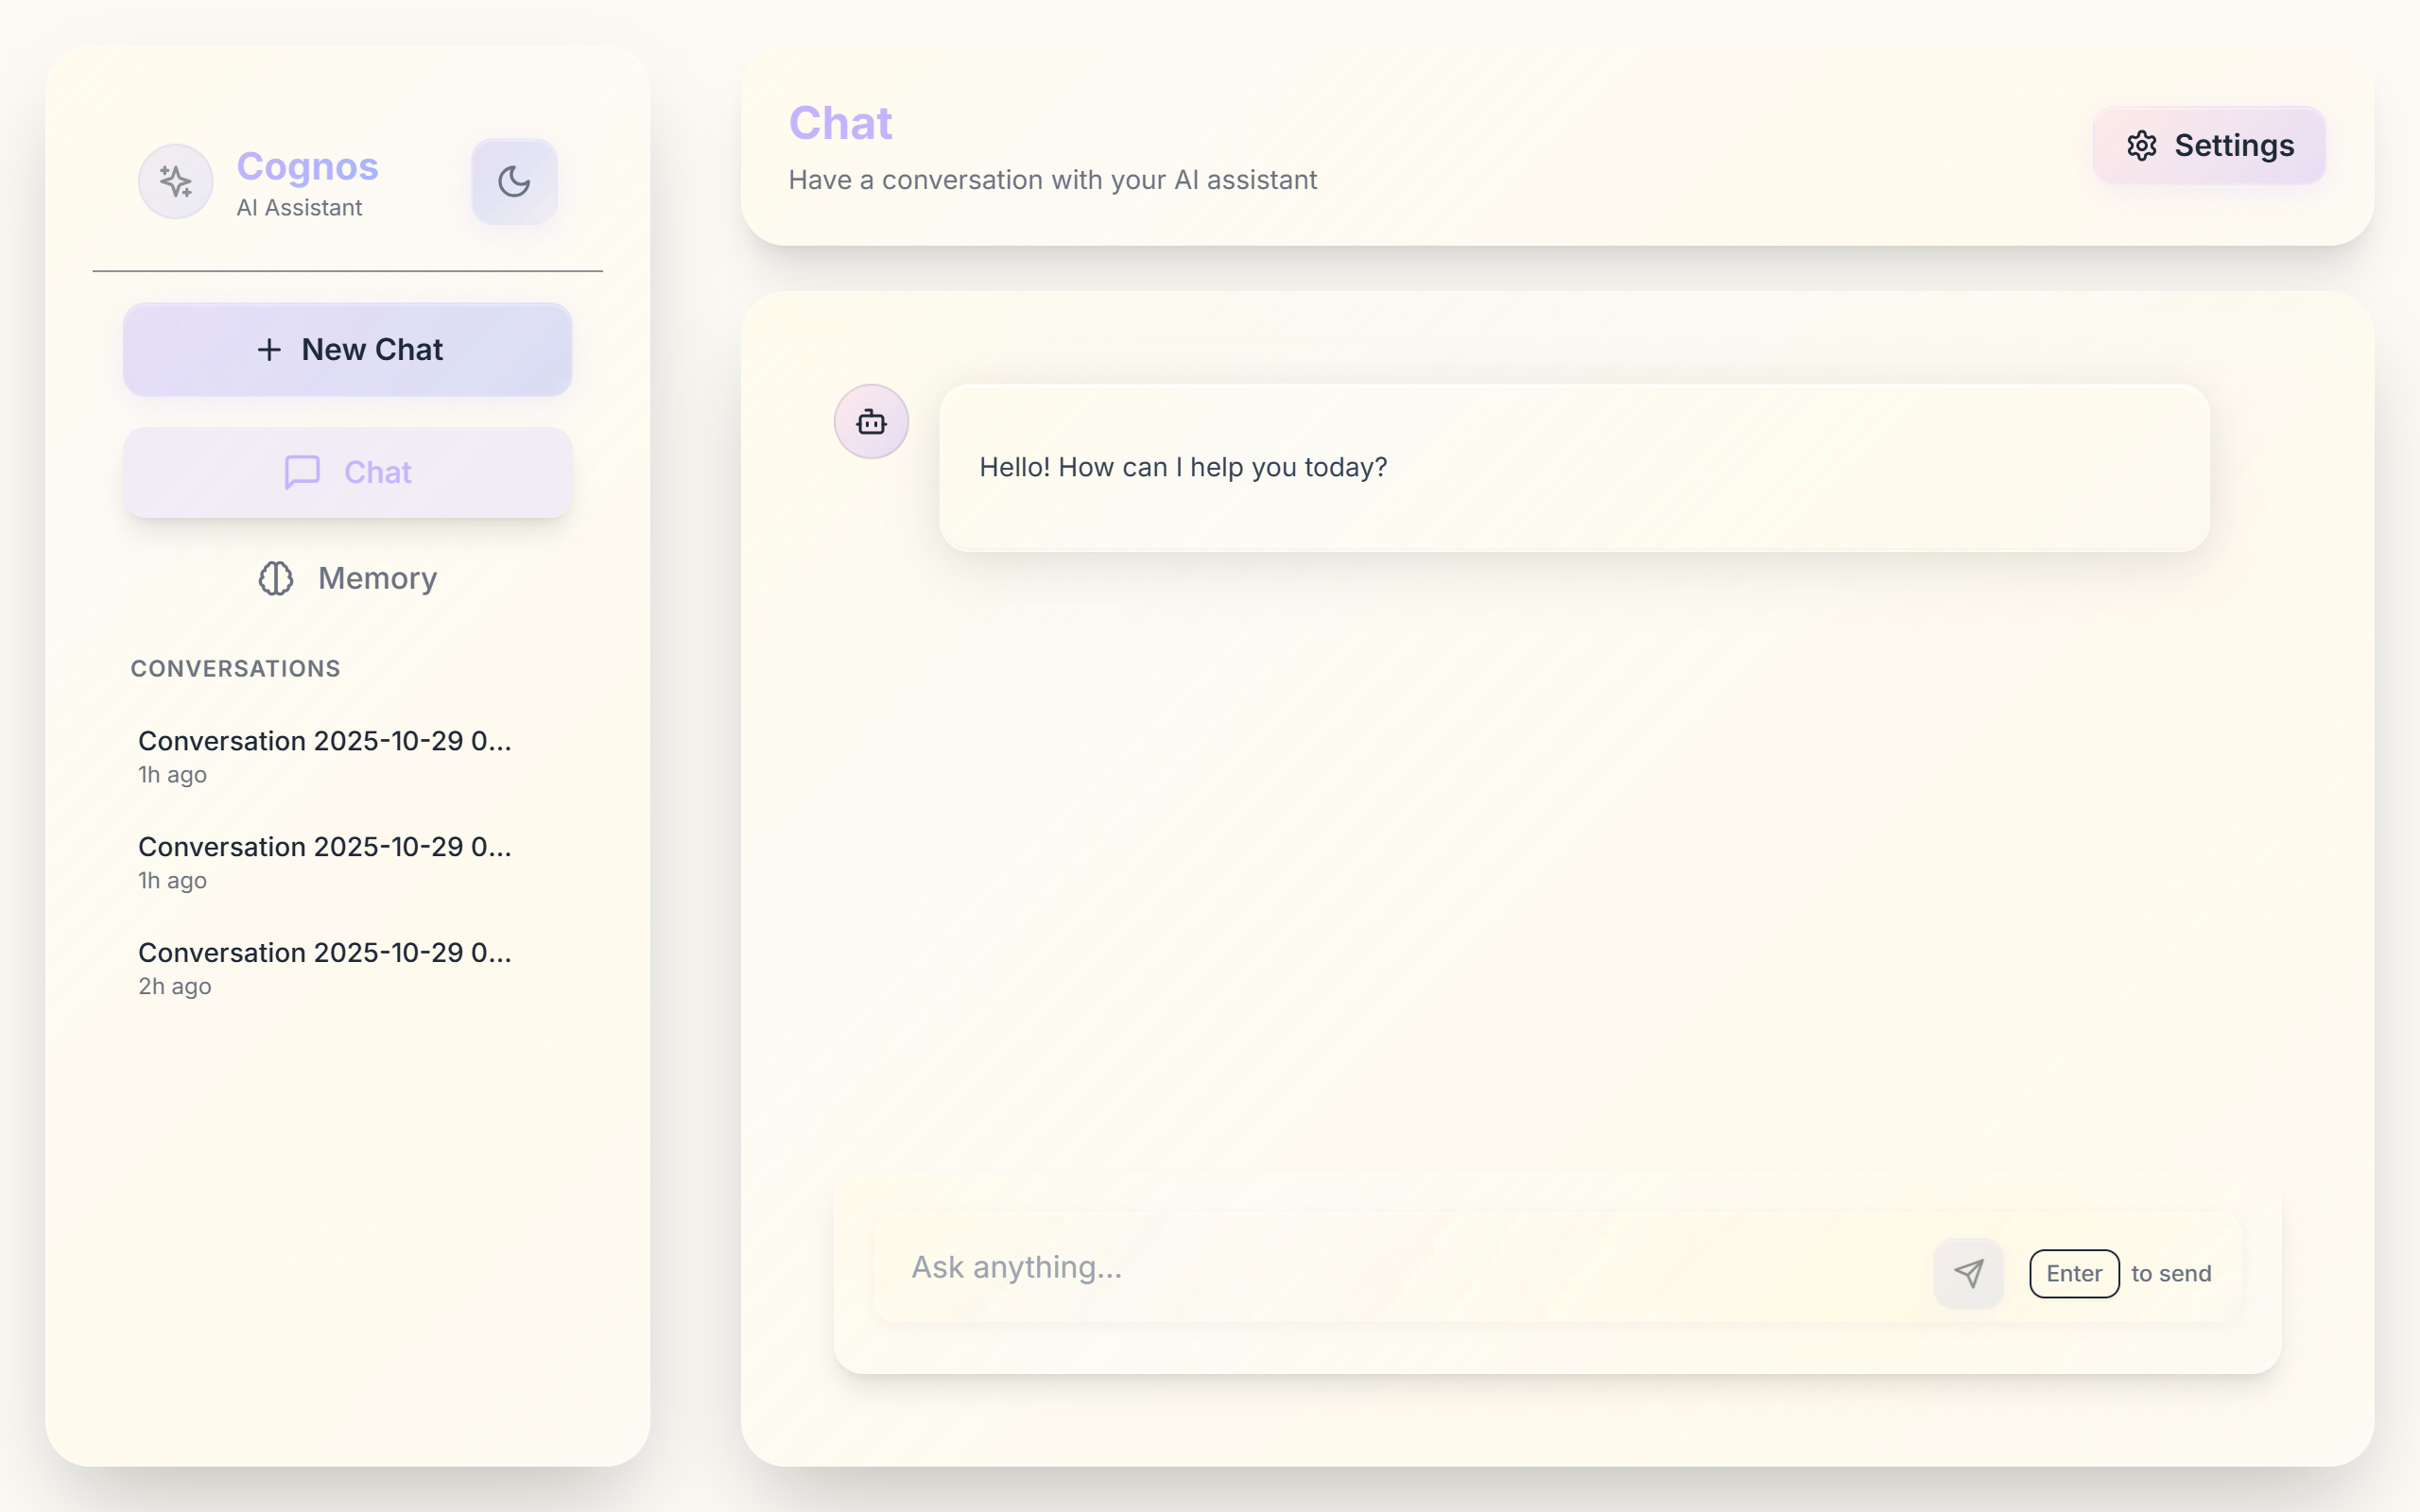 Cognos
AI Assistant
New Chat
Chat
Memory
CONVERSATIONS
Conversation 2025-10-29 0...
1h ago
Conversation 2025-10-29 0...
1h ago
Conversation 2025-10-29 0...
2h ago
Chat
Have a conversation with your AI assistant
Settings
Hello! How can I help you today?
Ask anything...
Enter to send